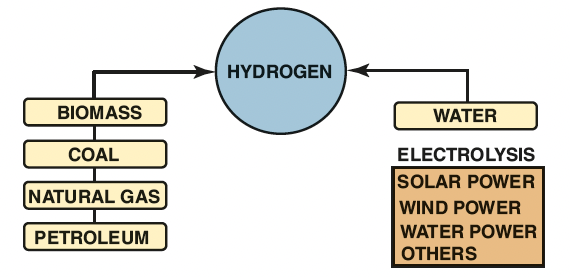 HYDROGEN
BIOMASS
COAL
NATURAL GAS
PETROLEUM
WATER
ELECTROLYSIS
SOLAR POWER
WIND POWER
WATER POWER
OTHERS